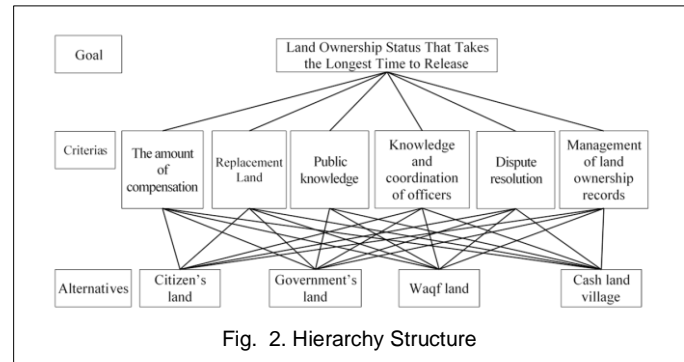 Goal
Land Ownership Status That Takes
the Longest Time to Release
Criterias
The amount
of
compensation
Replacement
Land
Public
knowledge
Knowledge
and
coordination
of officers
Dispute
resolution
Management
of land
ownership
records
Alternatives
Citizen's
land
Government's
land
Waqf land
Cash land
village
Fig. 2. Hierarchy Structure